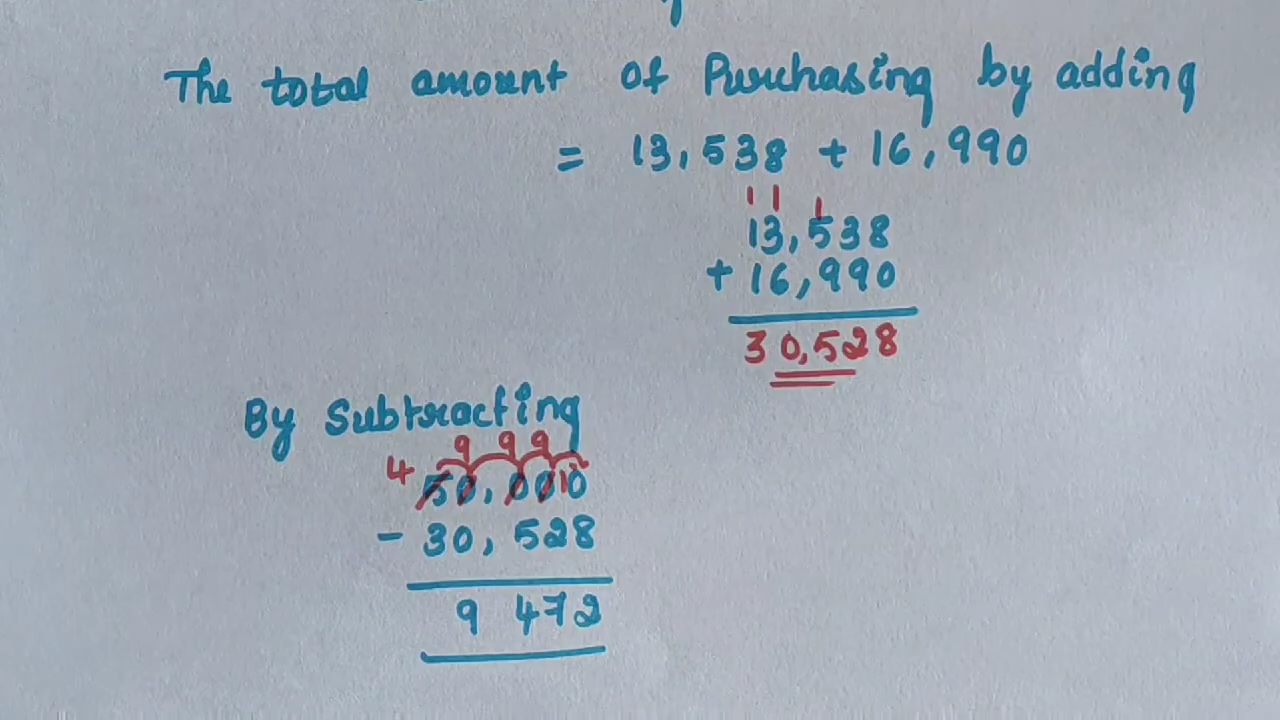 The total amount of Purchasing by adding
= 13,538 + 16,990
1 1 1
13,538
+ 16,990
30,528
By Subtracting
4 9 9 9 10
50,000
- 30,528
9 472